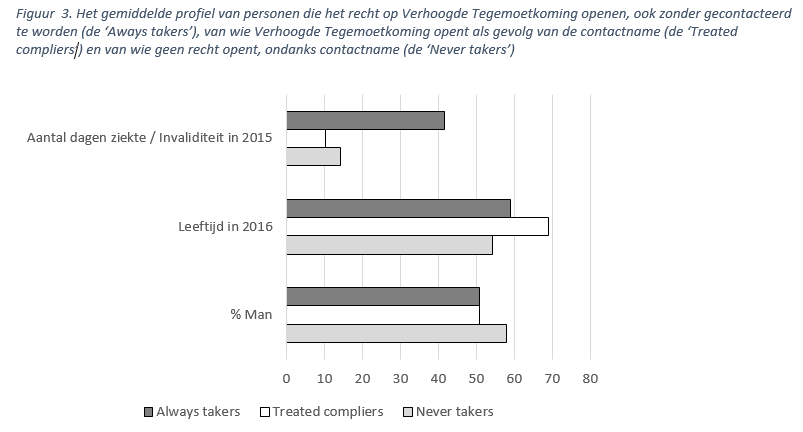 Figuur  3. Het gemiddelde profiel van personen die het recht op Verhoogde Tegemoetkoming openen, ook zonder gecontacteerd
te worden (de ‘Aways takers’), van wie Verhoogde Tegemoetkoming opent als gevolg van de contactname (de ‘Treated
compliers’) en van wie geen recht opent, ondanks contactname (de ‘Never takers’)
Aantal dagen ziekte / Invaliditeit in 2015
Leeftijd in 2016
% Man
0 10 20 30 40 50 60 70 80
Always takers Treated compliers Never takers